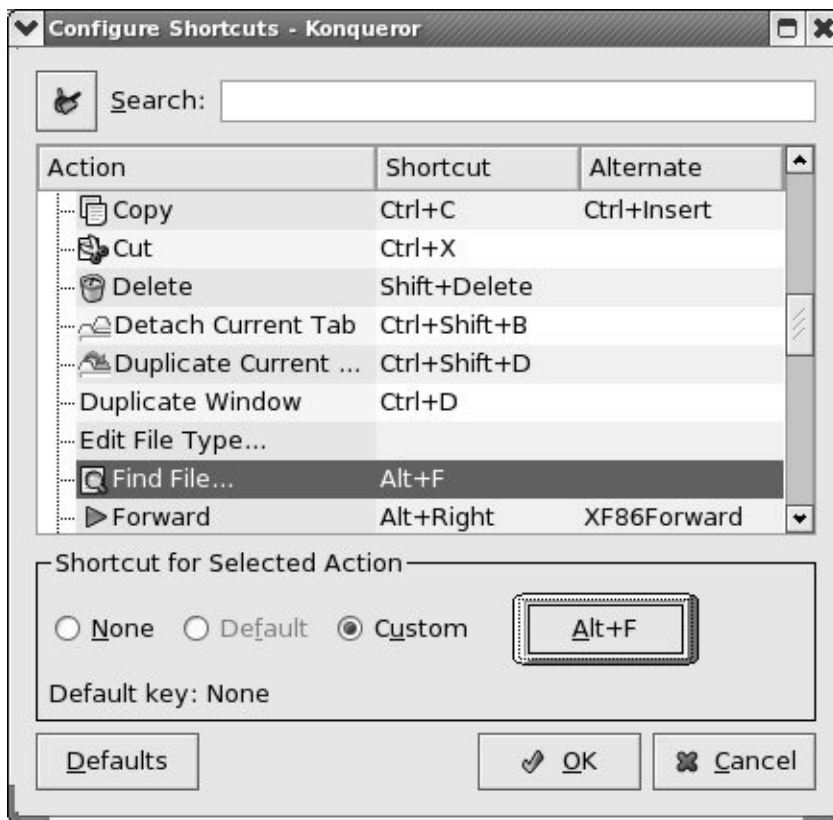 Configure Shortcuts - Konqueror
Search:
Action Shortcut Alternate
Copy Ctrl+C Ctrl+Insert
Cut Ctrl+X
Delete Shift+Delete
Detach Current Tab Ctrl+Shift+B
Duplicate Current ... Ctrl+Shift+D
Duplicate Window Ctrl+D
Edit File Type...
Find File... Alt+F
Forward Alt+Right XF86Forward
Shortcut for Selected Action
None Default Custom Alt+F
Default key: None
Defaults OK Cancel